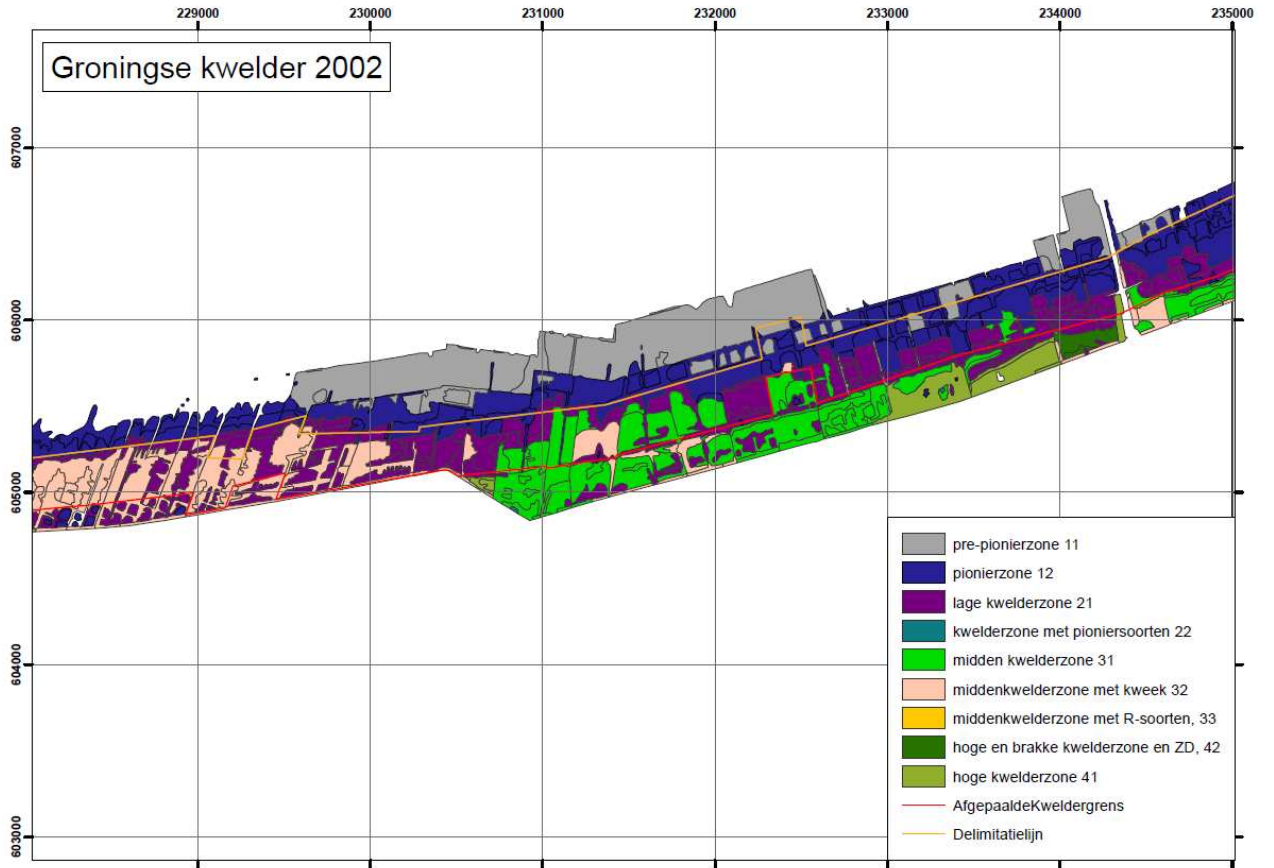 229000 230000 231000 232000 233000 234000 235000
Groningse kwelder 2002
607000
606000
605000
604000
603000
pre-pionierzone 11
pionierzone 12
lage kwelderzone 21
kwelderzone met pioniersoorten 22
midden kwelderzone 31
middenkwelderzone met kweek 32
middenkwelderzone met R-soorten, 33
hoge en brakke kwelderzone en ZD, 42
hoge kwelderzone 41
AfgepaaldeKweldergrens
Delimitatielijn